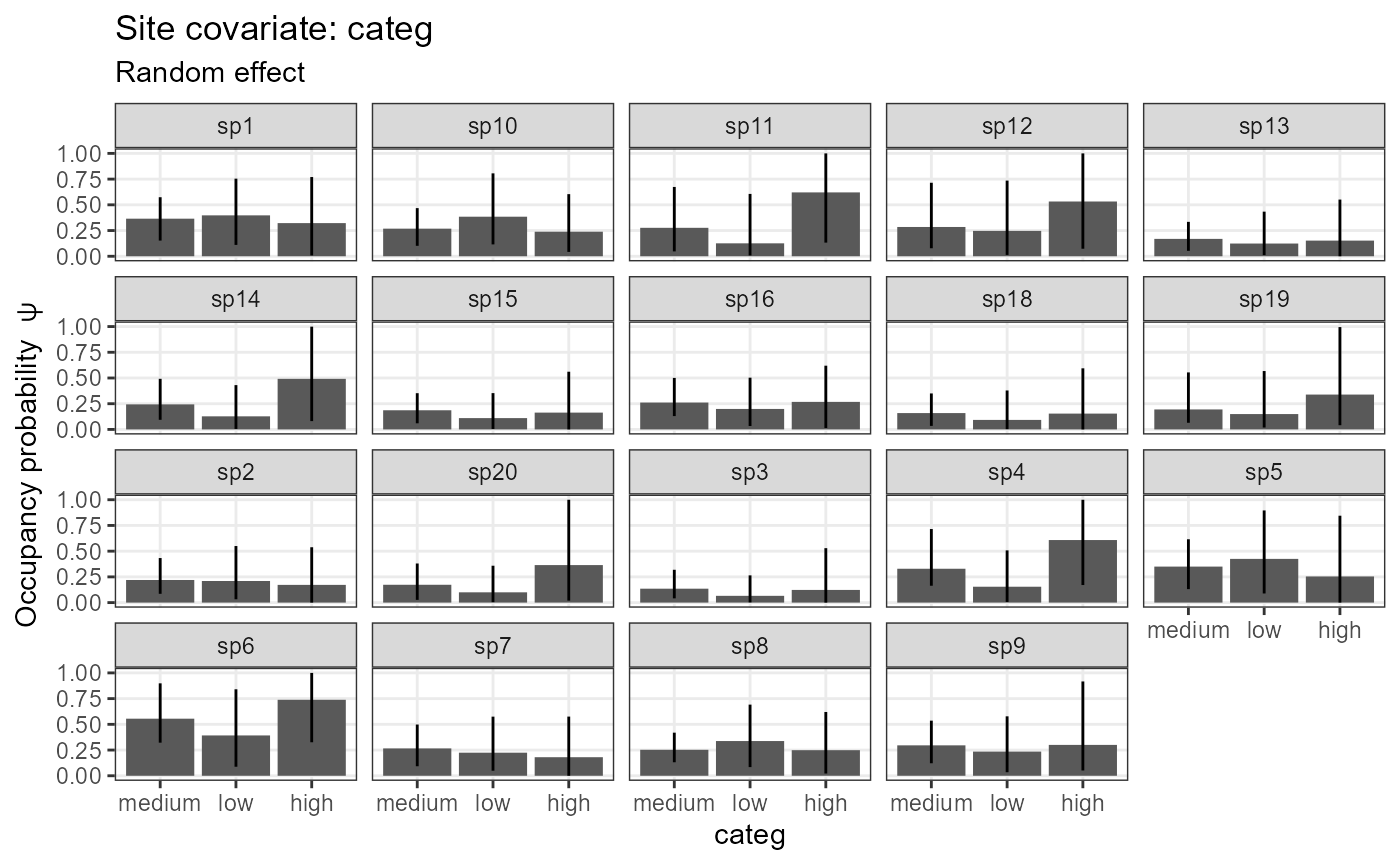 Site covariate: categ
Random effect
sp1 sp10 sp11 sp12 sp13
1.00
0.75
0.50
0.25
0.00
sp14 sp15 sp16 sp18 sp19
1.00
0.75
0.50
0.25
0.00
sp2 sp20 sp3 sp4 sp5
1.00
0.75
0.50
0.25
0.00
medium low high
sp6 sp7 sp8 sp9
1.00
0.75
0.50
0.25
0.00
medium low high medium low high medium low high medium low high
categ
Occupancy probability ψ